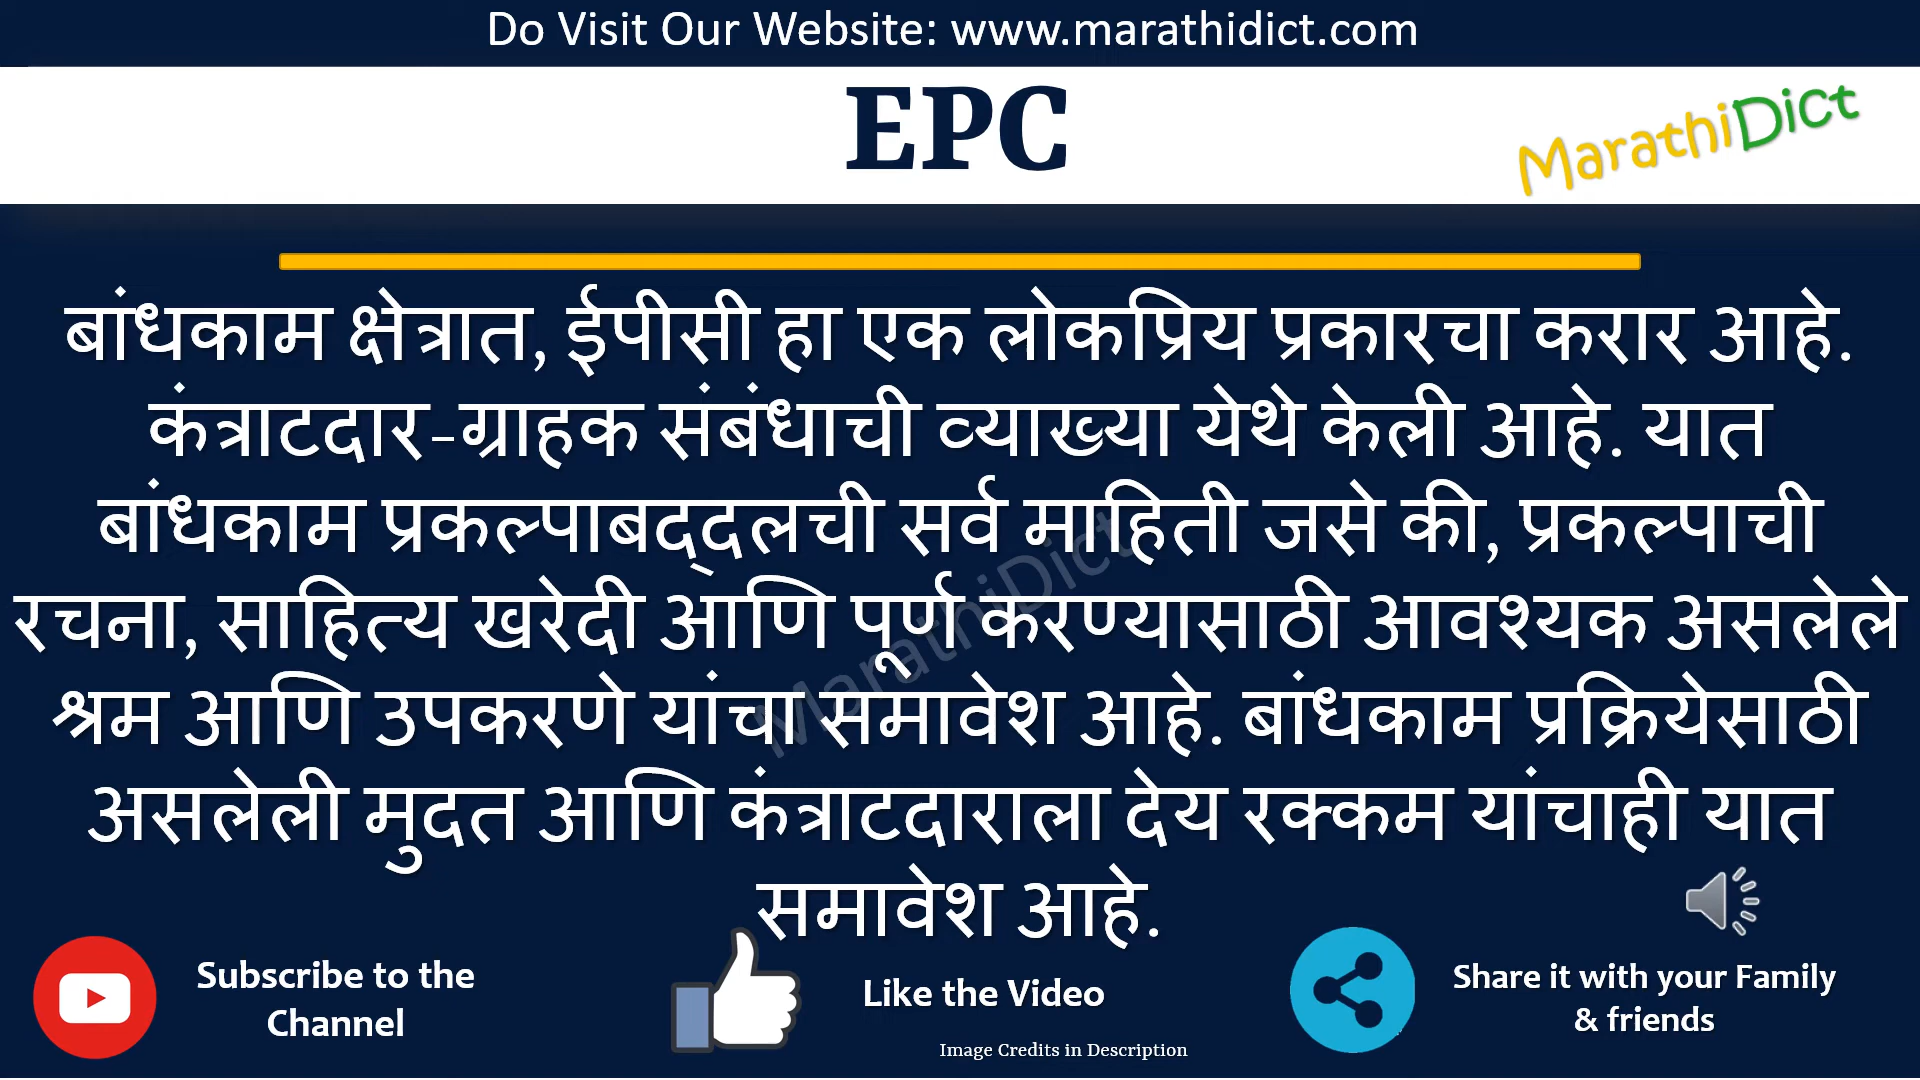 Do Visit Our Website: www.marathidict.com
EPC
MarathiDict
बांधकाम क्षेत्रात, ईपीसी हा एक लोकप्रिय प्रकारचा करार आहे.
कंत्राटदार-ग्राहक संबंधाची व्याख्या येथे केली आहे. यात
बांधकाम प्रकल्पाबद्द्लची सर्व माहिती जसे की, प्रकल्पाची
रचना, साहित्य खरेदी आणि पूर्ण करण्यासाठी आवश्यक असलेले
श्रम आणि उपकरणे यांचा समावेश आहे. बांधकाम प्रक्रियेसाठी
असलेली मुदत आणि कंत्राटदाराला देय रक्कम यांचाही यात
समावेश आहे.
MarathiDict
Subscribe to the
Channel
Like the Video
Share it with your Family
& friends
Image Credits in Description